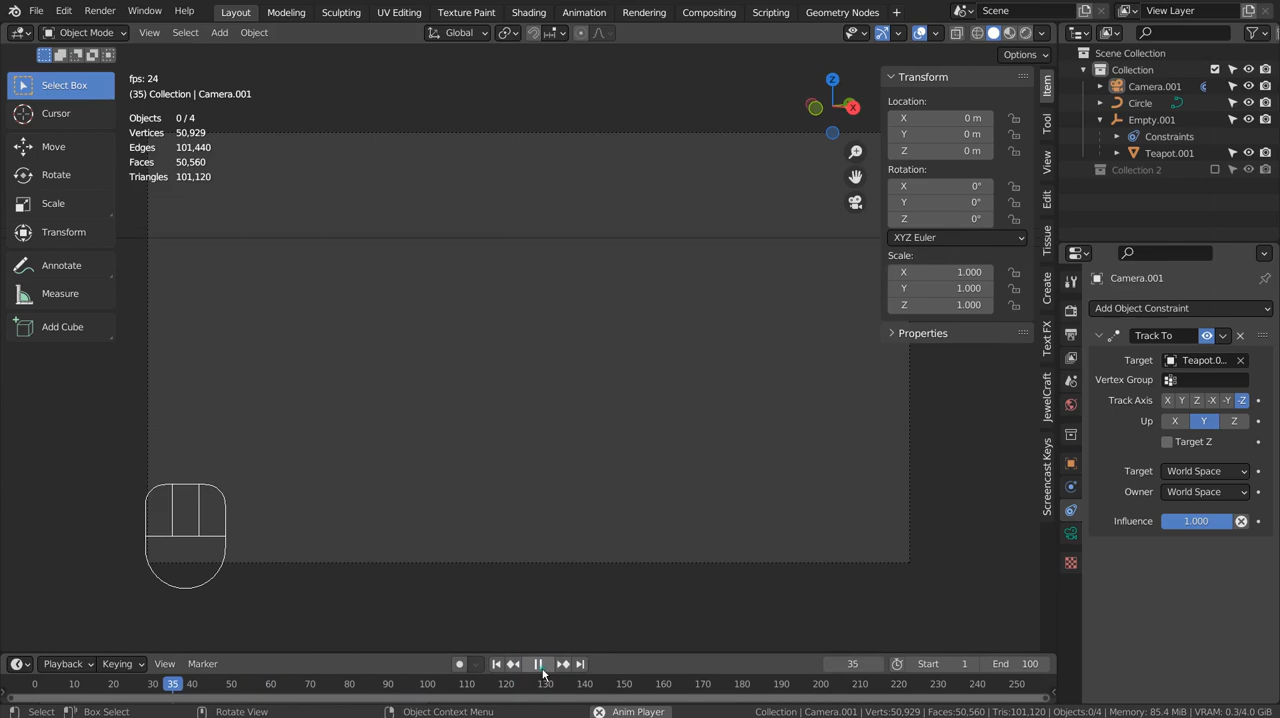 File Edit Render Window Help Layout Modeling Sculpting UV Editing Texture Paint Shading Animation Rendering Compositing Scripting Geometry Nodes + Scene View Layer
Object Mode View Select Add Object Global
Options
Select Box
Cursor
Move
Rotate
Scale
Transform
Annotate
Measure
Add Cube
fps: 24
(35) Collection | Camera.001
Objects 0 / 4
Vertices 50,929
Edges 101,440
Faces 50,560
Triangles 101,120
Z
X
Transform
Location:
X 0 m
Y 0 m
Z 0 m
Rotation:
X 0°
Y 0°
Z 0°
XYZ Euler
Scale:
X 1.000
Y 1.000
Z 1.000
Properties
Item
Tool
View
Edit
Tissue
Create
Text FX
JewelCraft
Screencast Keys
Scene Collection
Collection
Camera.001
Circle
Empty.001
Constraints
Teapot.001
Collection 2
Camera.001
Add Object Constraint
Track To
Target Teapot.0...
Vertex Group
Track Axis X Y Z -X -Y -Z
Up X Y Z
Target Z
Target World Space
Owner World Space
Influence 1.000
Playback Keying View Marker 35 Start 1 End 100
0 10 20 30 35 40 50 60 70 80 90 100 110 120 130 140 150 160 170 180 190 200 210 220 230 240 250
Select Box Select Rotate View Object Context Menu Anim Player Collection | Camera.001 | Verts:50,929 | Faces:50,560 | Tris:101,120 | Objects:0/4 | Memory: 85.4 MiB | VRAM: 0.3/4.0 GiB